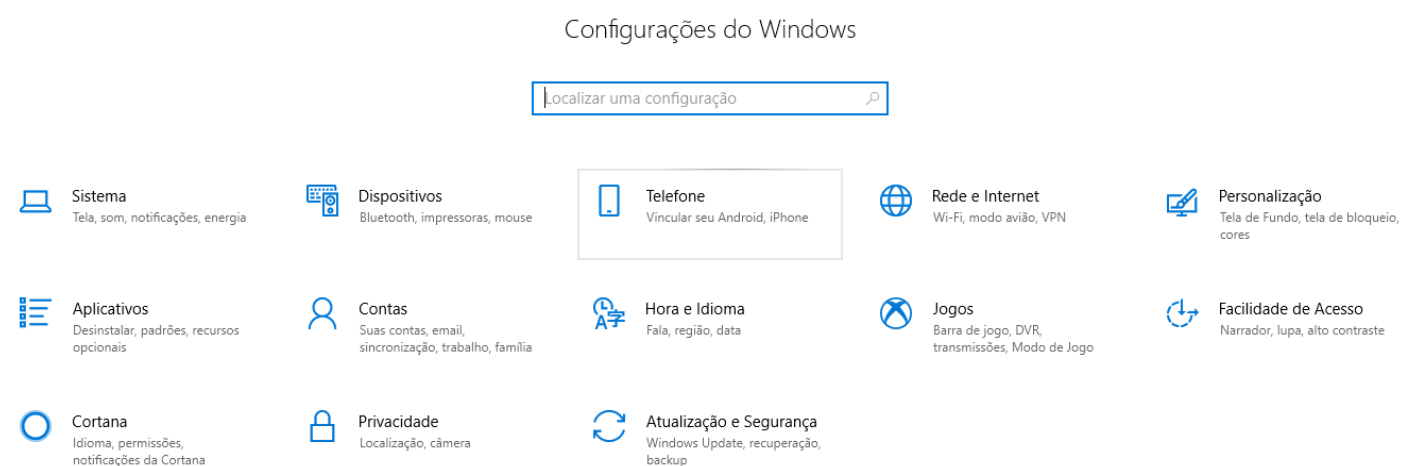 Configurações do Windows
Localizar uma configuração
Sistema
Tela, som, notificações, energia
Dispositivos
Bluetooth, impressoras, mouse
Telefone
Vincular seu Android, iPhone
Rede e Internet
Wi-Fi, modo avião, VPN
Personalização
Tela de Fundo, tela de bloqueio,
cores
Aplicativos
Desinstalar, padrões, recursos
opcionais
Contas
Suas contas, email,
sincronização, trabalho, família
Hora e Idioma
Fala, região, data
Jogos
Barra de jogo, DVR,
transmissões, Modo de Jogo
Facilidade de Acesso
Narrador, lupa, alto contraste
Cortana
Idioma, permissões,
notificações da Cortana
Privacidade
Localização, câmera
Atualização e Segurança
Windows Update, recuperação,
backup